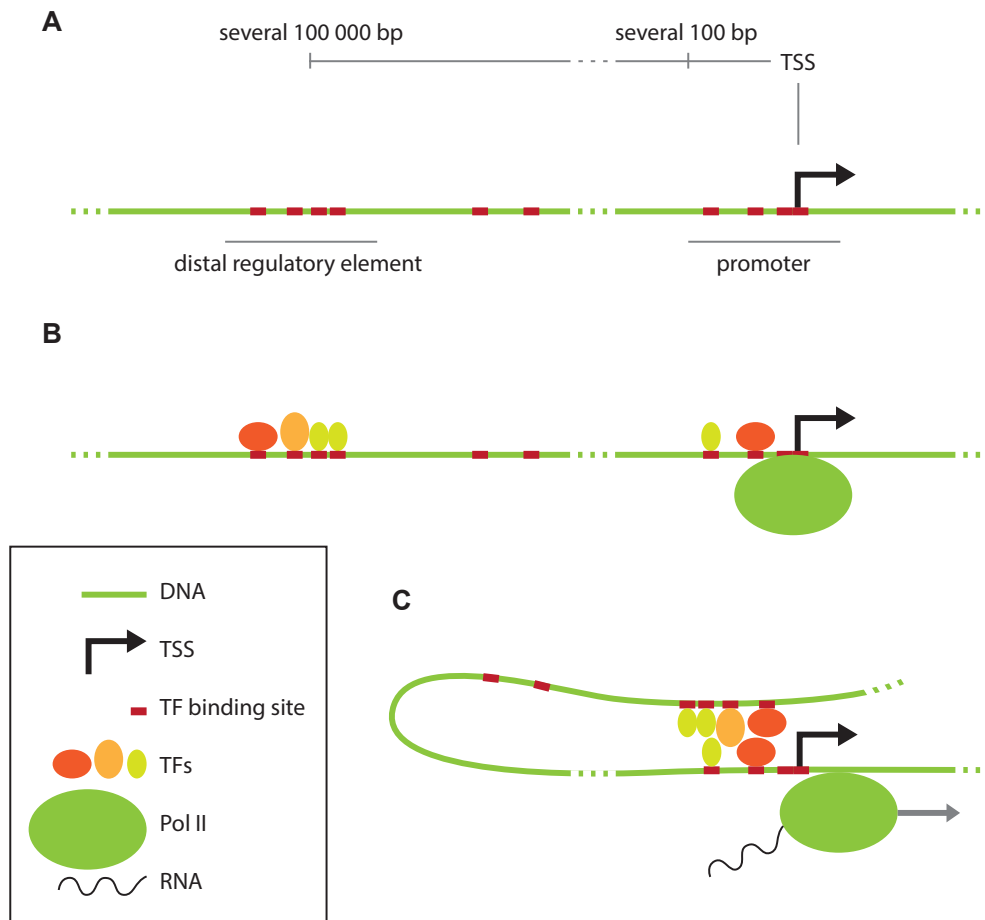 A
several 100 000 bp
several 100 bp
TSS
distal regulatory element
promoter
B
DNA
TSS
TF binding site
TFs
Pol II
RNA
C